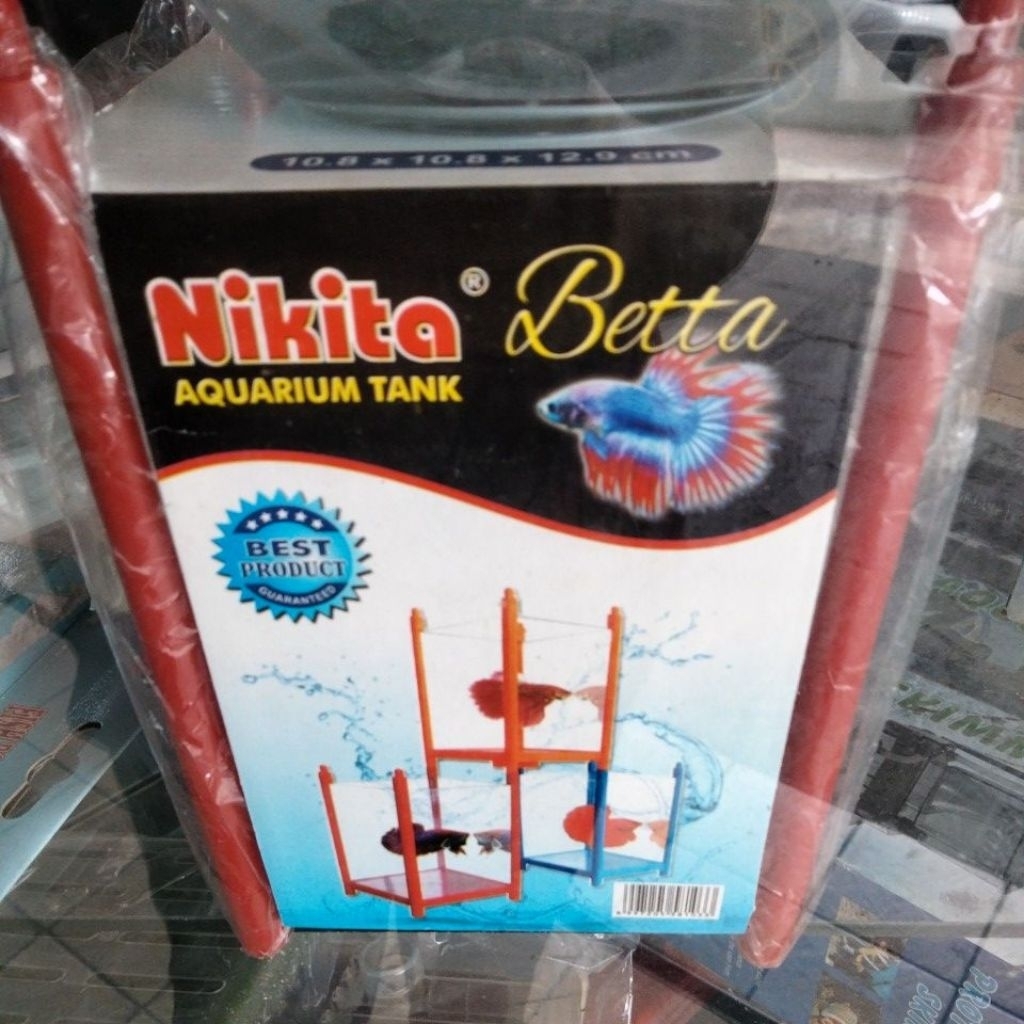 10.8 x 10.8 x 12.9 cm
Nikita ® Betta
AQUARIUM TANK
BEST
PRODUCT
GUARANTEED